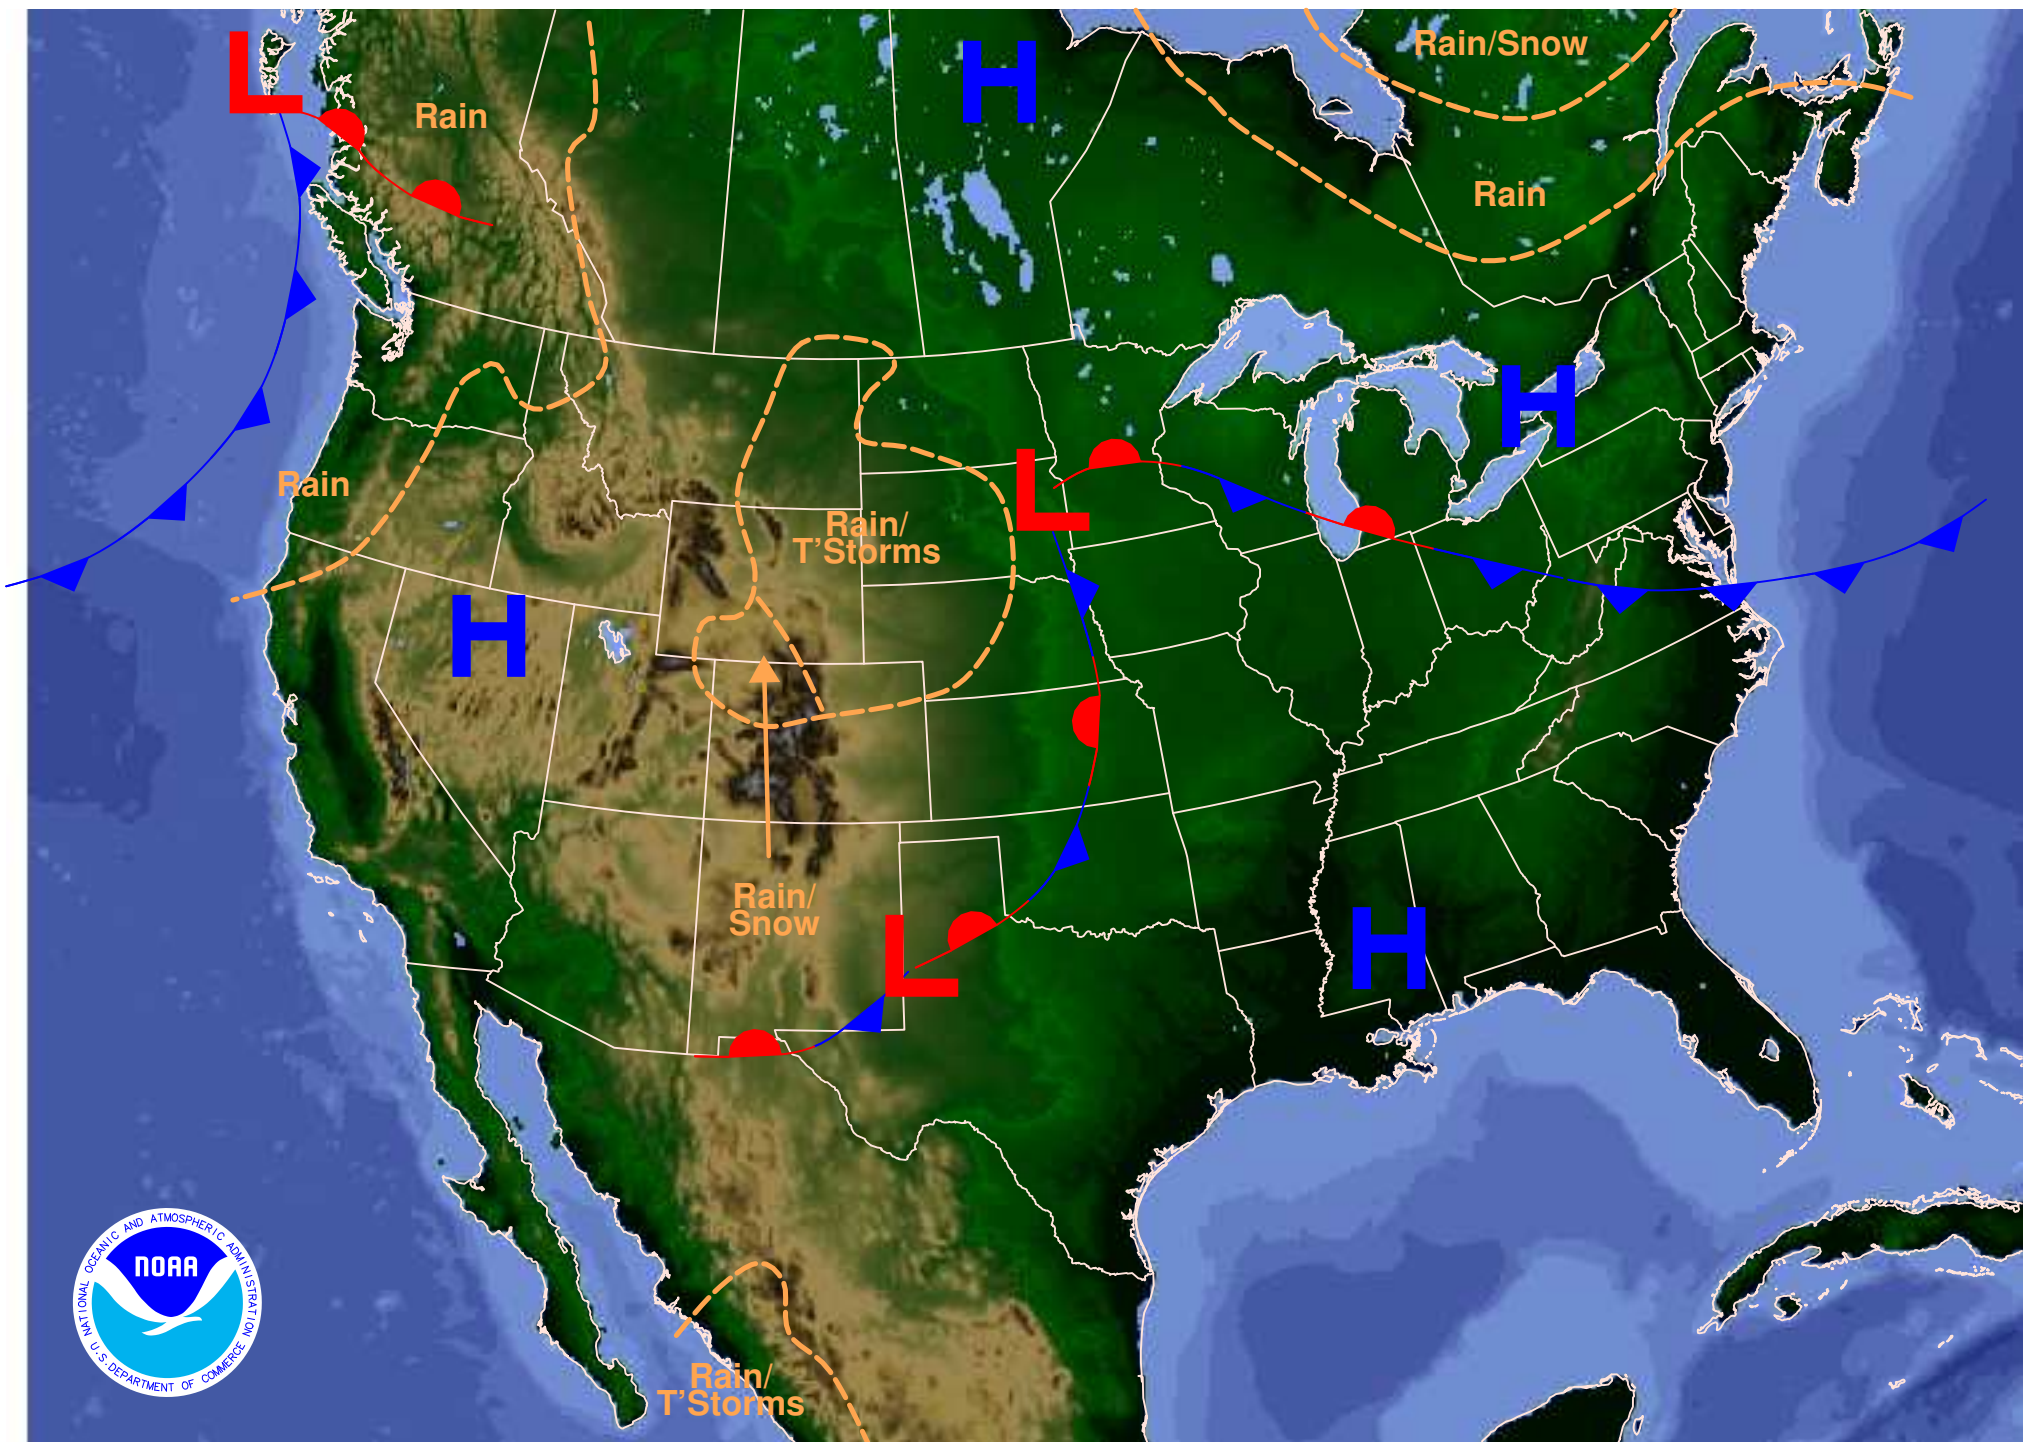 Rain/Snow
L
H
Rain
Rain
H
L
Rain
Rain/
T'Storms
H
Rain/
Snow
L
H
NATIONAL OCEANIC AND ATMOSPHERIC ADMINISTRATION
NOAA
U.S. DEPARTMENT OF COMMERCE
Rain/
T'Storms